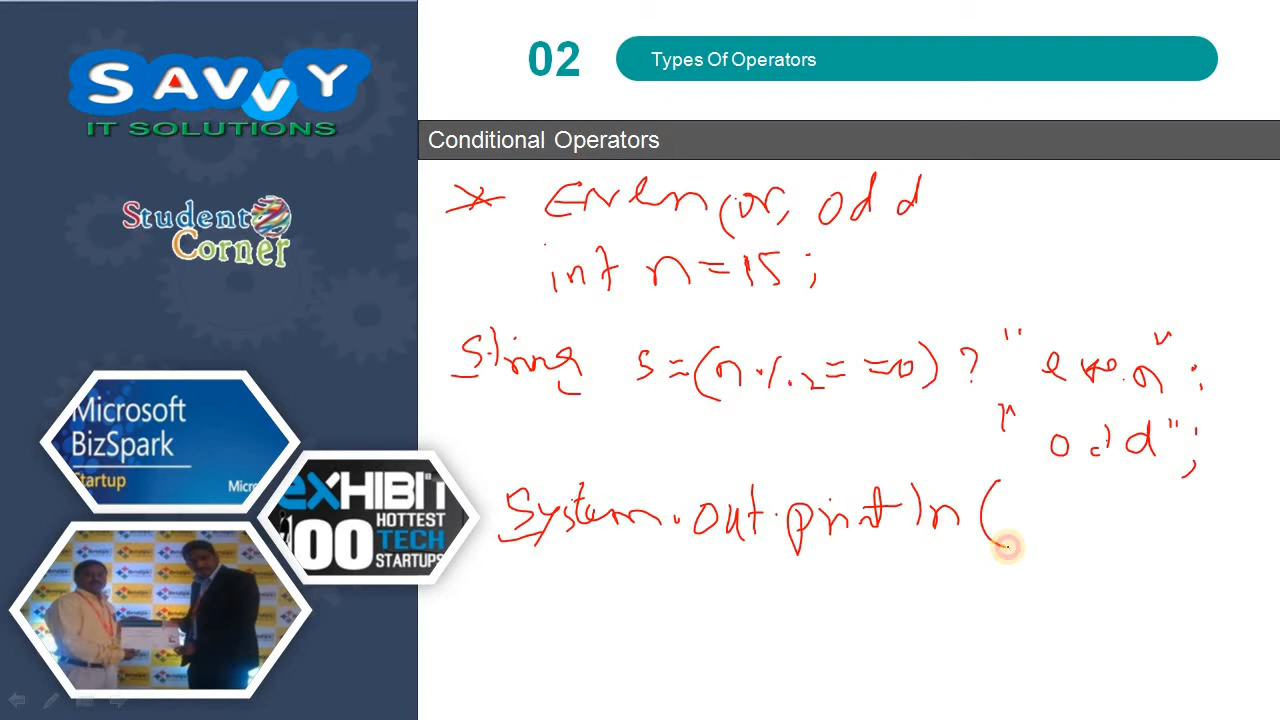 SAVVY
IT SOLUTIONS
Student
Corner
Microsoft
BizSpark
Startup
Micr
eXHIBIT
100 HOTTEST
TECH
STARTUPS
02 Types Of Operators
Conditional Operators
* Even (or, odd
int n = 15;
String s = (n % 2 = = 0) ? "even" :
"odd";
System.out.println (